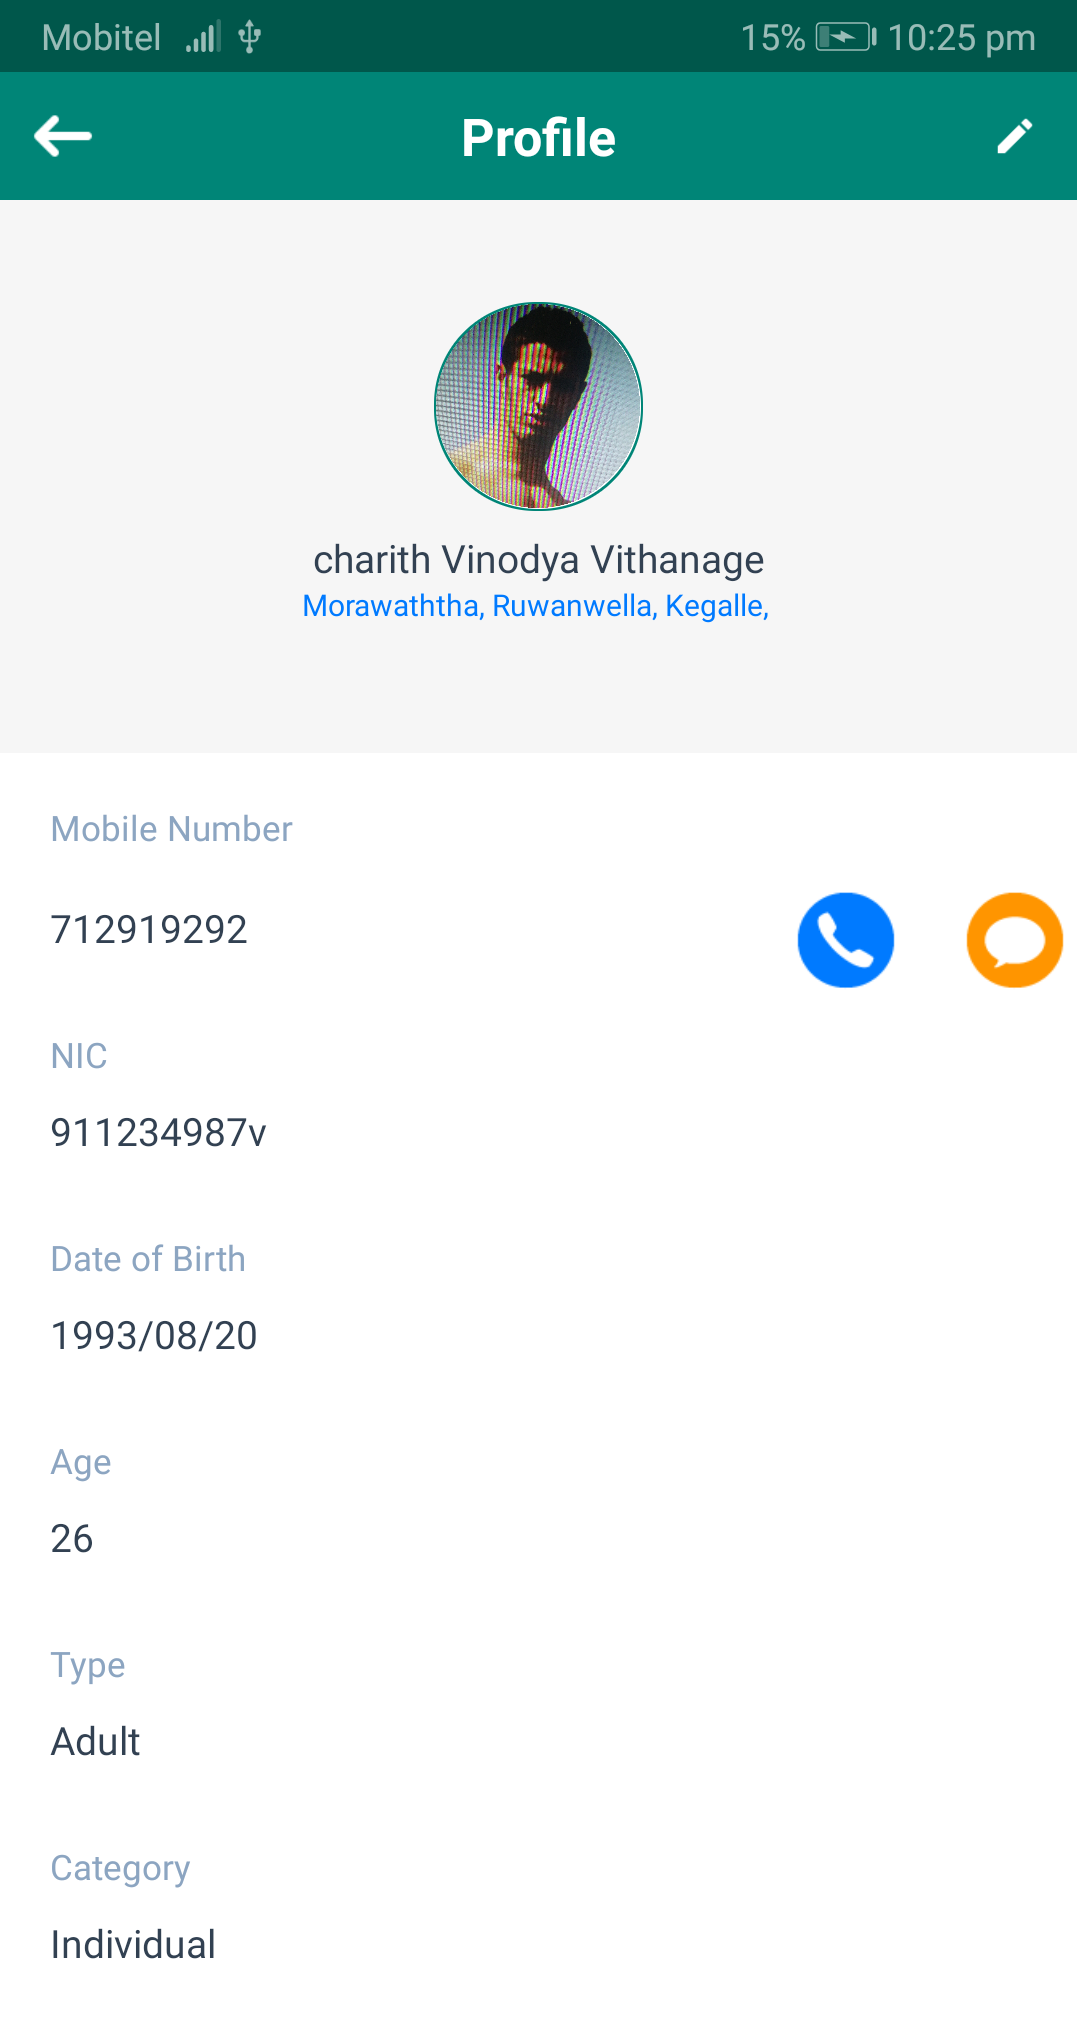 Mobitel 15% 10:25 pm
Profile
charith Vinodya Vithanage
Morawaththa, Ruwanwella, Kegalle,
Mobile Number
712919292
NIC
911234987v
Date of Birth
1993/08/20
Age
26
Type
Adult
Category
Individual